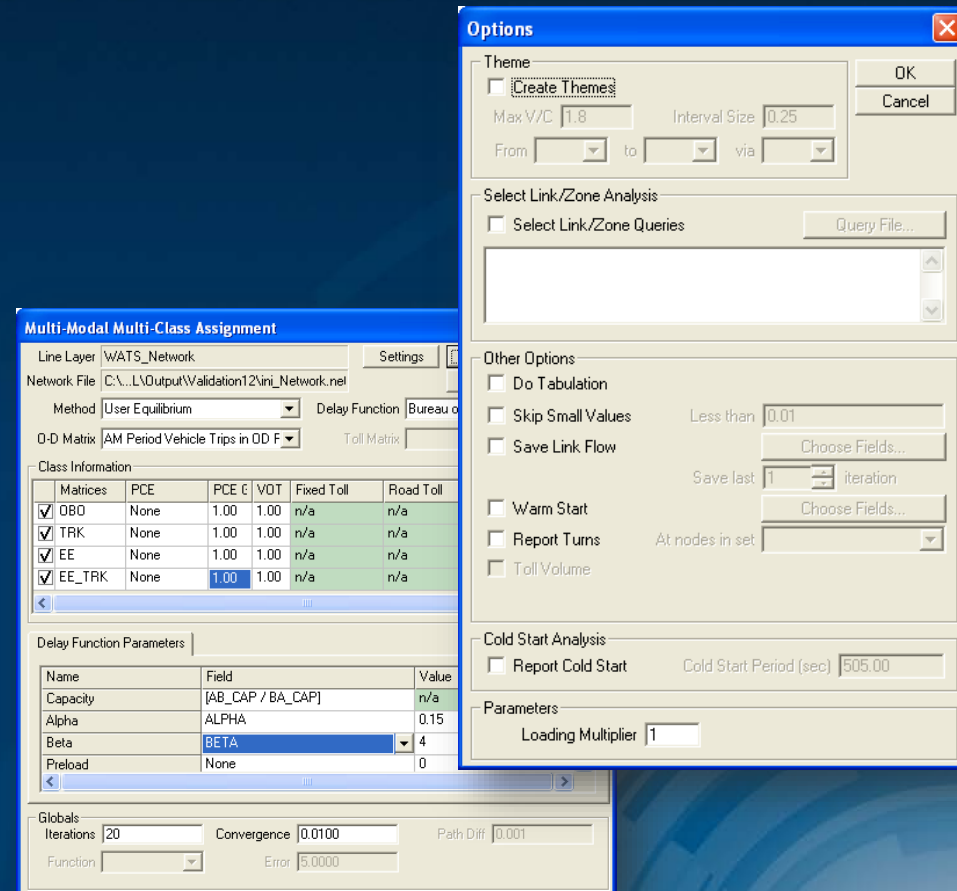 Options
Theme
Create Themes
OK
Cancel
Max V/C 1.8 Interval Size 0.25
From to via
Select Link/Zone Analysis
Select Link/Zone Queries Query File...
Other Options
Do Tabulation
Skip Small Values Less than 0.01
Save Link Flow Choose Fields...
Save last 1 iteration
Warm Start Choose Fields...
Report Turns At nodes in set
Toll Volume
Cold Start Analysis
Report Cold Start Cold Start Period (sec) 505.00
Parameters
Loading Multiplier 1
Multi-Modal Multi-Class Assignment
Line Layer WATS_Network Settings
Network File C:\...L\Output\Validation12\ini_Network.net
Method User Equilibrium Delay Function Bureau o
O-D Matrix AM Period Vehicle Trips in OD F Toll Matrix
Class Information
Matrices PCE PCE VOT Fixed Toll Road Toll
OBO None 1.00 1.00 n/a n/a
TRK None 1.00 1.00 n/a n/a
EE None 1.00 1.00 n/a n/a
EE_TRK None 1.00 1.00 n/a n/a
Delay Function Parameters
Name Field Value
Capacity [AB_CAP / BA_CAP] n/a
Alpha ALPHA 0.15
Beta BETA 4
Preload None 0
Globals
Iterations 20 Convergence 0.0100 Path Diff 0.001
Function Error 5.0000